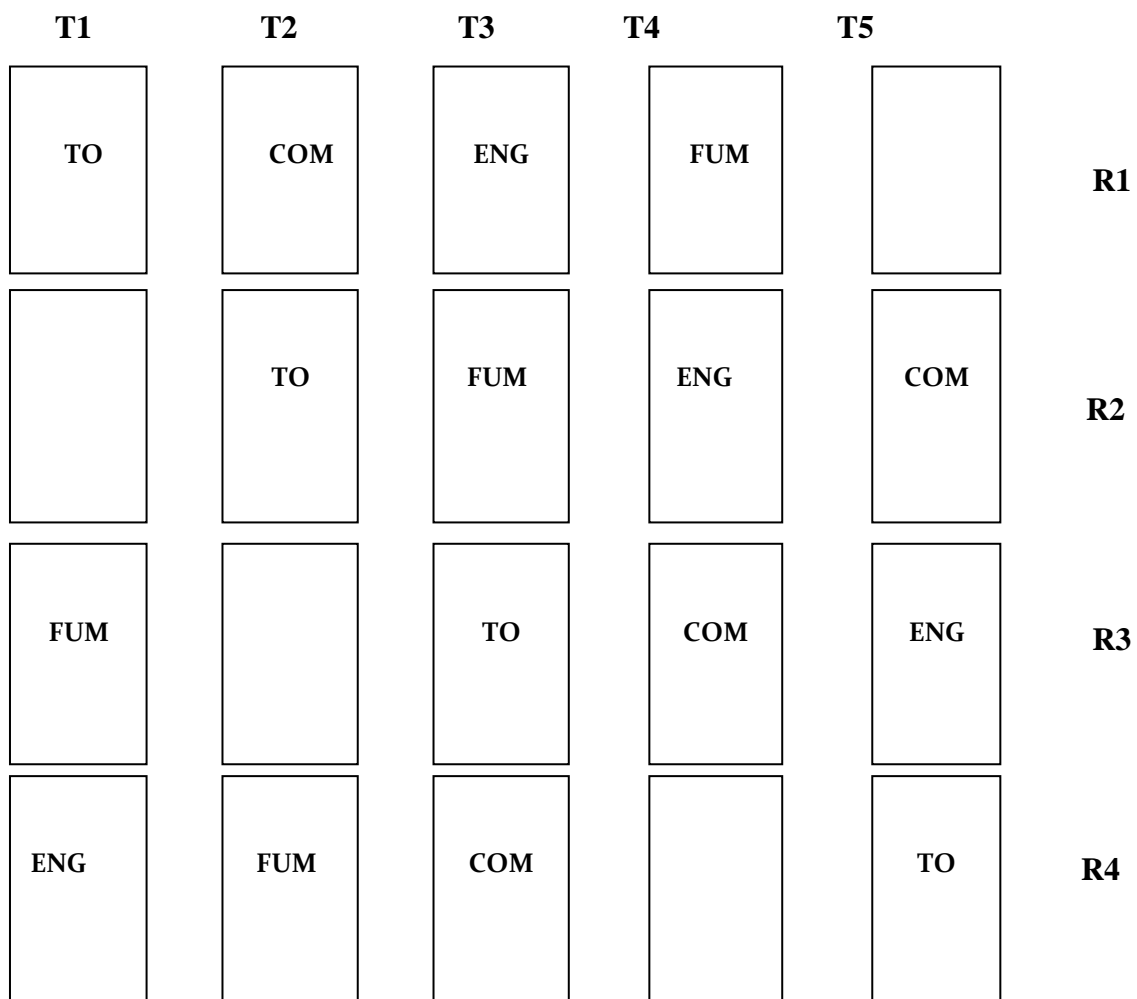 T1 T2 T3 T4 T5
TO COM ENG FUM
R1
TO FUM ENG COM
R2
FUM TO COM ENG
R3
ENG FUM COM TO
R4